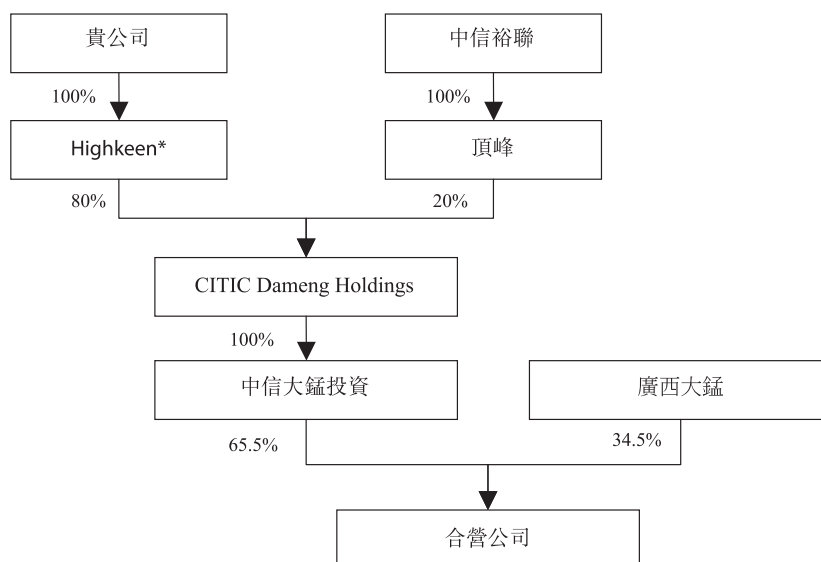 貴公司
中信裕聯
100%
100%
Highkeen*
頂峰
80%
20%
CITIC Dameng Holdings
100%
中信大錳投資
廣西大錳
65.5%
34.5%
合營公司